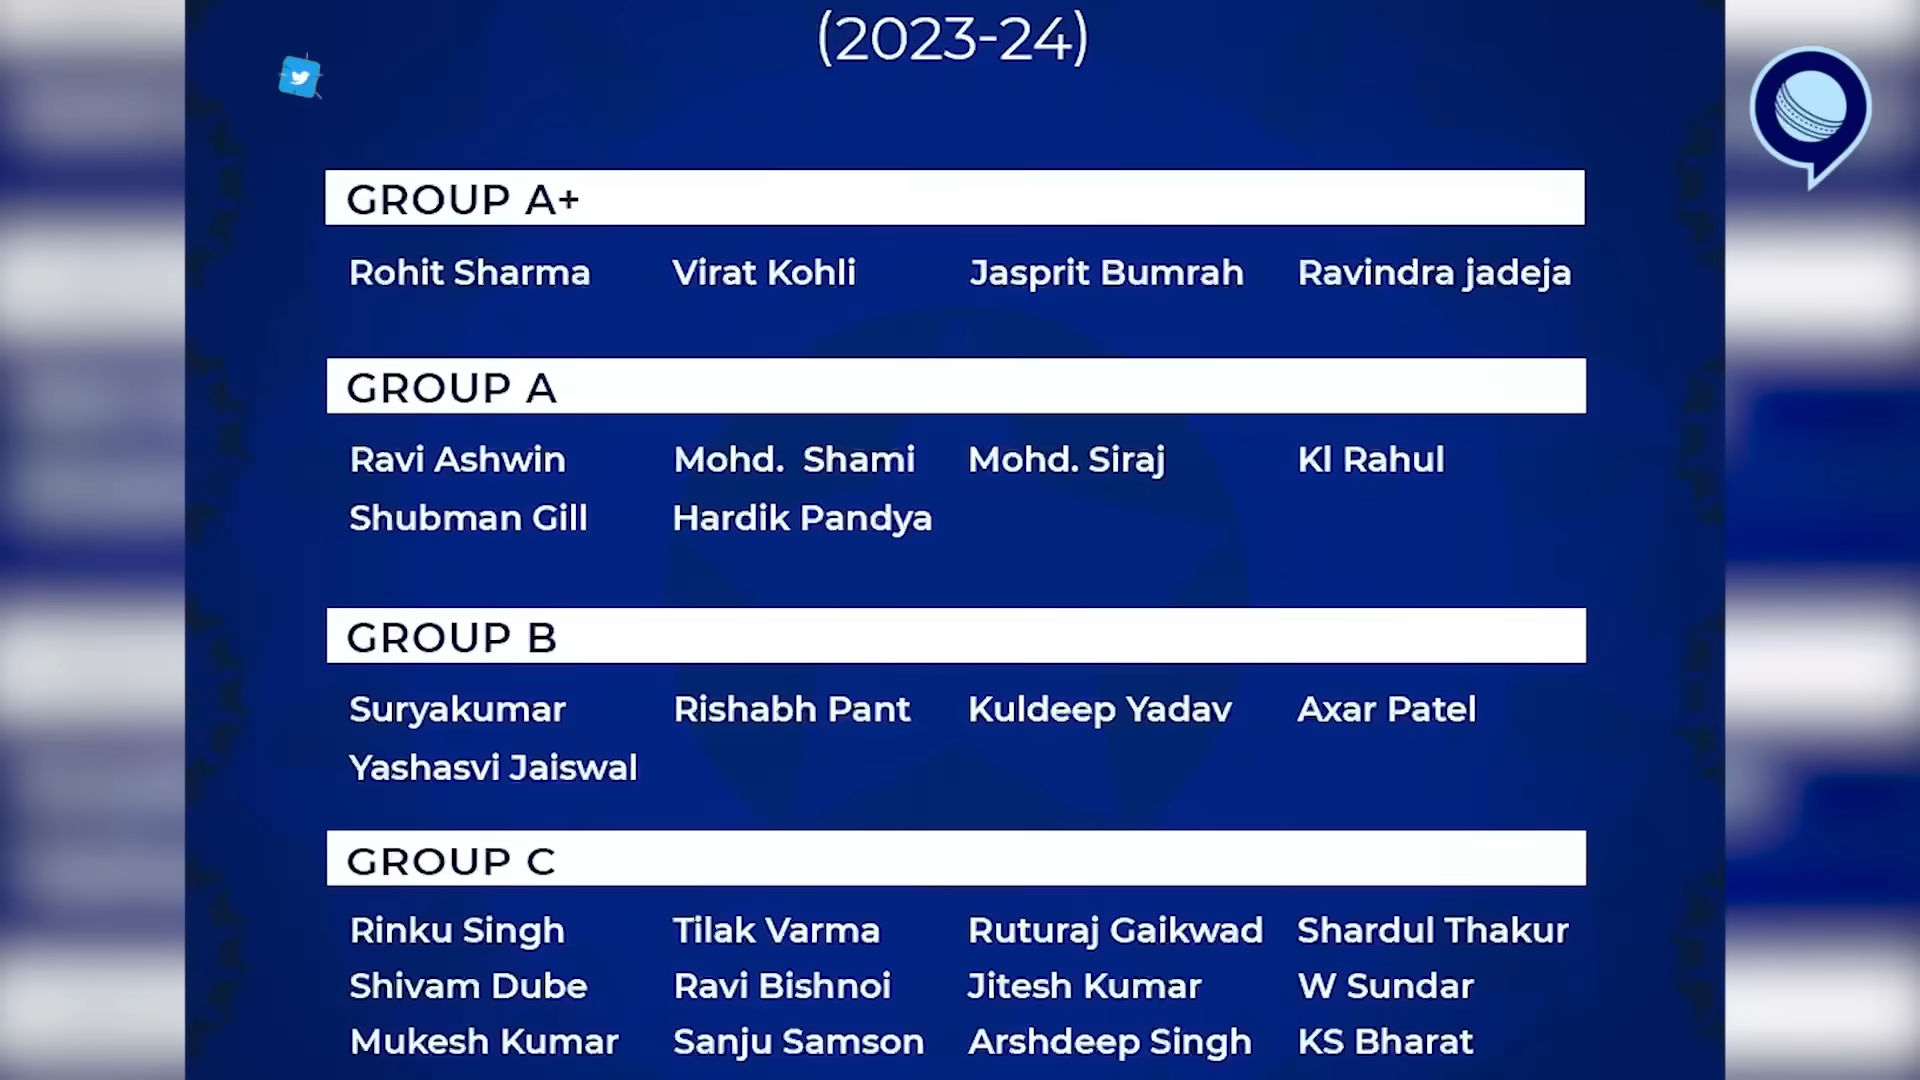 (2023-24)
GROUP A+
Rohit Sharma Virat Kohli Jasprit Bumrah Ravindra jadeja
GROUP A
Ravi Ashwin Mohd. Shami Mohd. Siraj Kl Rahul
Shubman Gill Hardik Pandya
GROUP B
Suryakumar Rishabh Pant Kuldeep Yadav Axar Patel
Yashasvi Jaiswal
GROUP C
Rinku Singh Tilak Varma Ruturaj Gaikwad Shardul Thakur
Shivam Dube Ravi Bishnoi Jitesh Kumar W Sundar
Mukesh Kumar Sanju Samson Arshdeep Singh KS Bharat